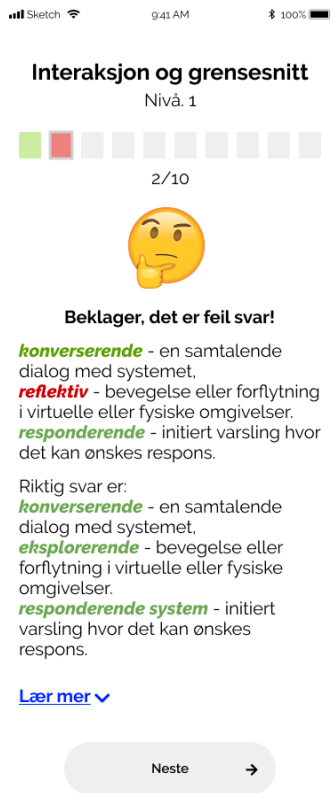 Sketch 9:41 AM 100%
Interaksjon og grensesnitt
Nivå. 1
2/10
Beklager, det er feil svar!
konverserende - en samtalende
dialog med systemet,
reflektiv - bevegelse eller forflytning
i virtuelle eller fysiske omgivelser.
responderende - initiert varsling hvor
det kan ønskes respons.
Riktig svar er:
konverserende - en samtalende
dialog med systemet,
eksplorerende - bevegelse eller
forflytning i virtuelle eller fysiske
omgivelser.
responderende system - initiert
varsling hvor det kan ønskes
respons.
Lær mer
Neste